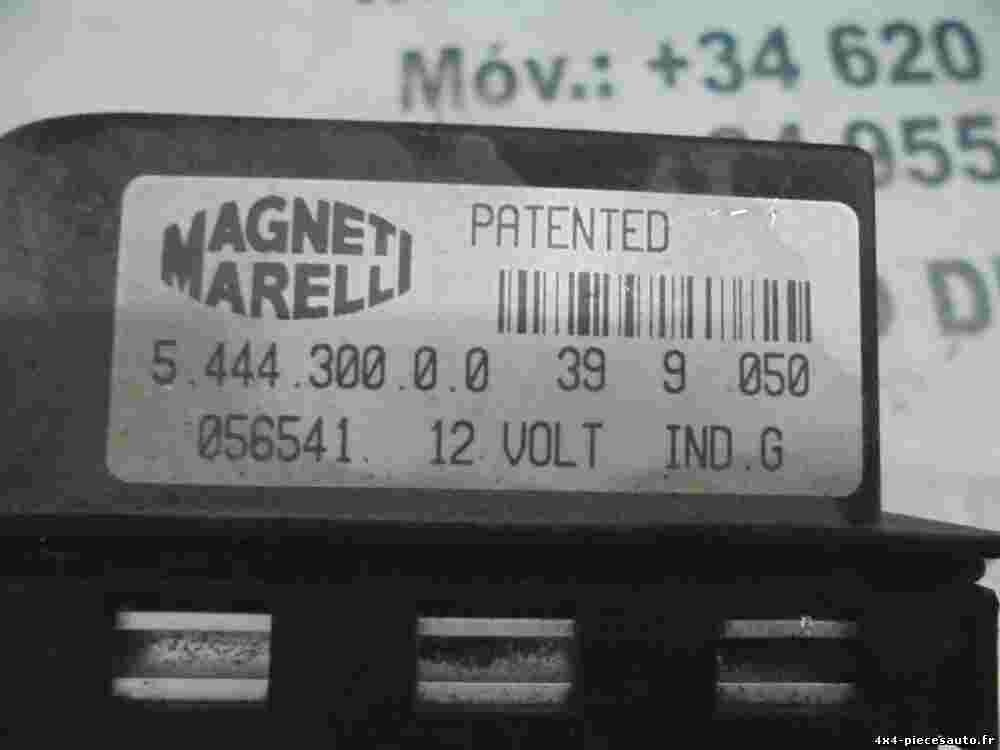 Móv.: +34 620
955
D
MAGNETI
MARELLI
PATENTED
5.444.300.0.0 39 9 050
056541. 12 VOLT IND.G
4x4-piecesauto.fr